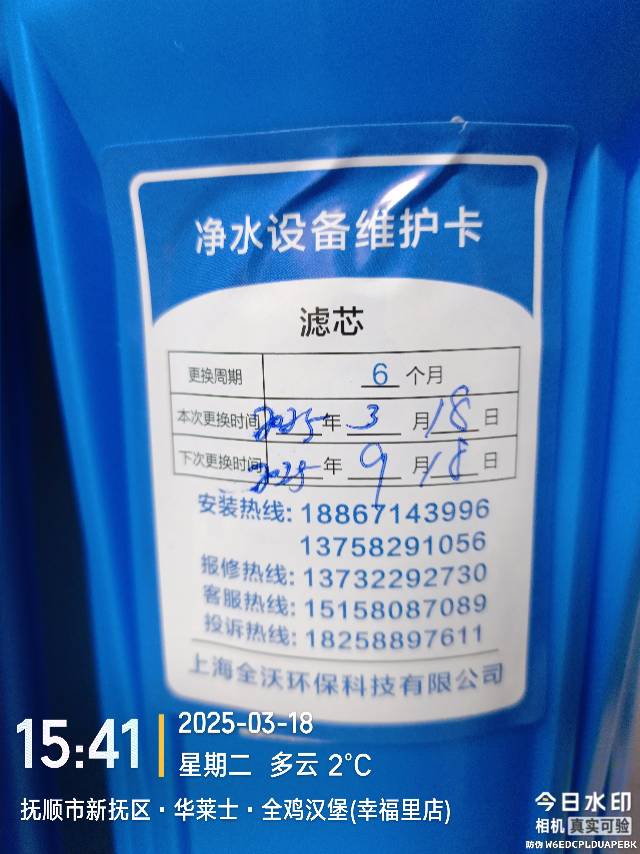 净水设备维护卡
滤芯
更换周期 6 个月
本次更换时间 2025 年 3 月 18 日
下次更换时间 2025 年 9 月 18 日
安装热线: 18867143996
13758291056
报修热线: 13732292730
客服热线: 15158087089
投诉热线: 18258897611
上海全沃环保科技有限公司
15:41
2025-03-18
星期二 多云 2°C
抚顺市新抚区·华莱士·全鸡汉堡(幸福里店)
今日水印
相机 真实可验
防伪 W6EDCPLDUAPEBK